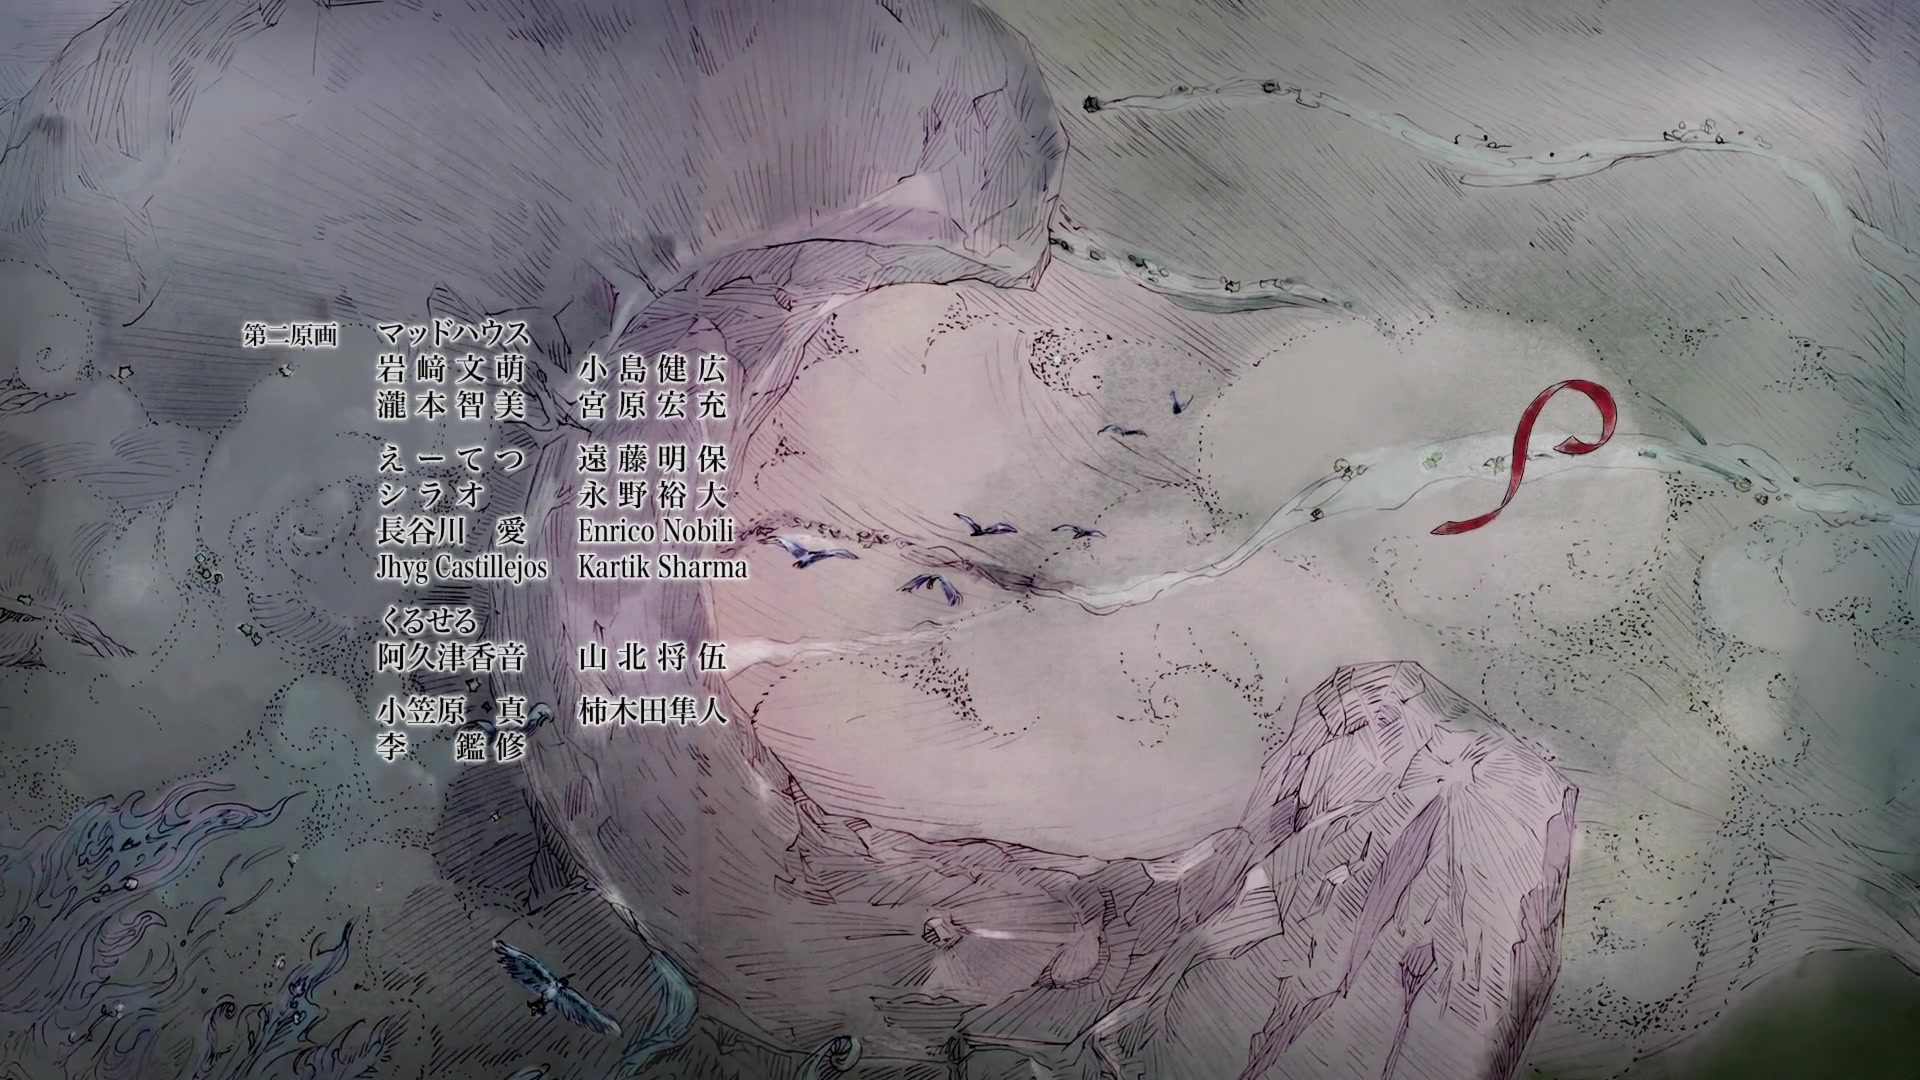 第二原画 マッドハウス
岩﨑文萌 小島健広
瀧本智美 宮原宏充
えーてつ 遠藤明保
シラオ 永野裕大
長谷川 愛 Enrico Nobili
Jhyg Castillejos Kartik Sharma
くるせる
阿久津香音 山北将伍
小笠原 真 柿木田隼人
李 鑑修